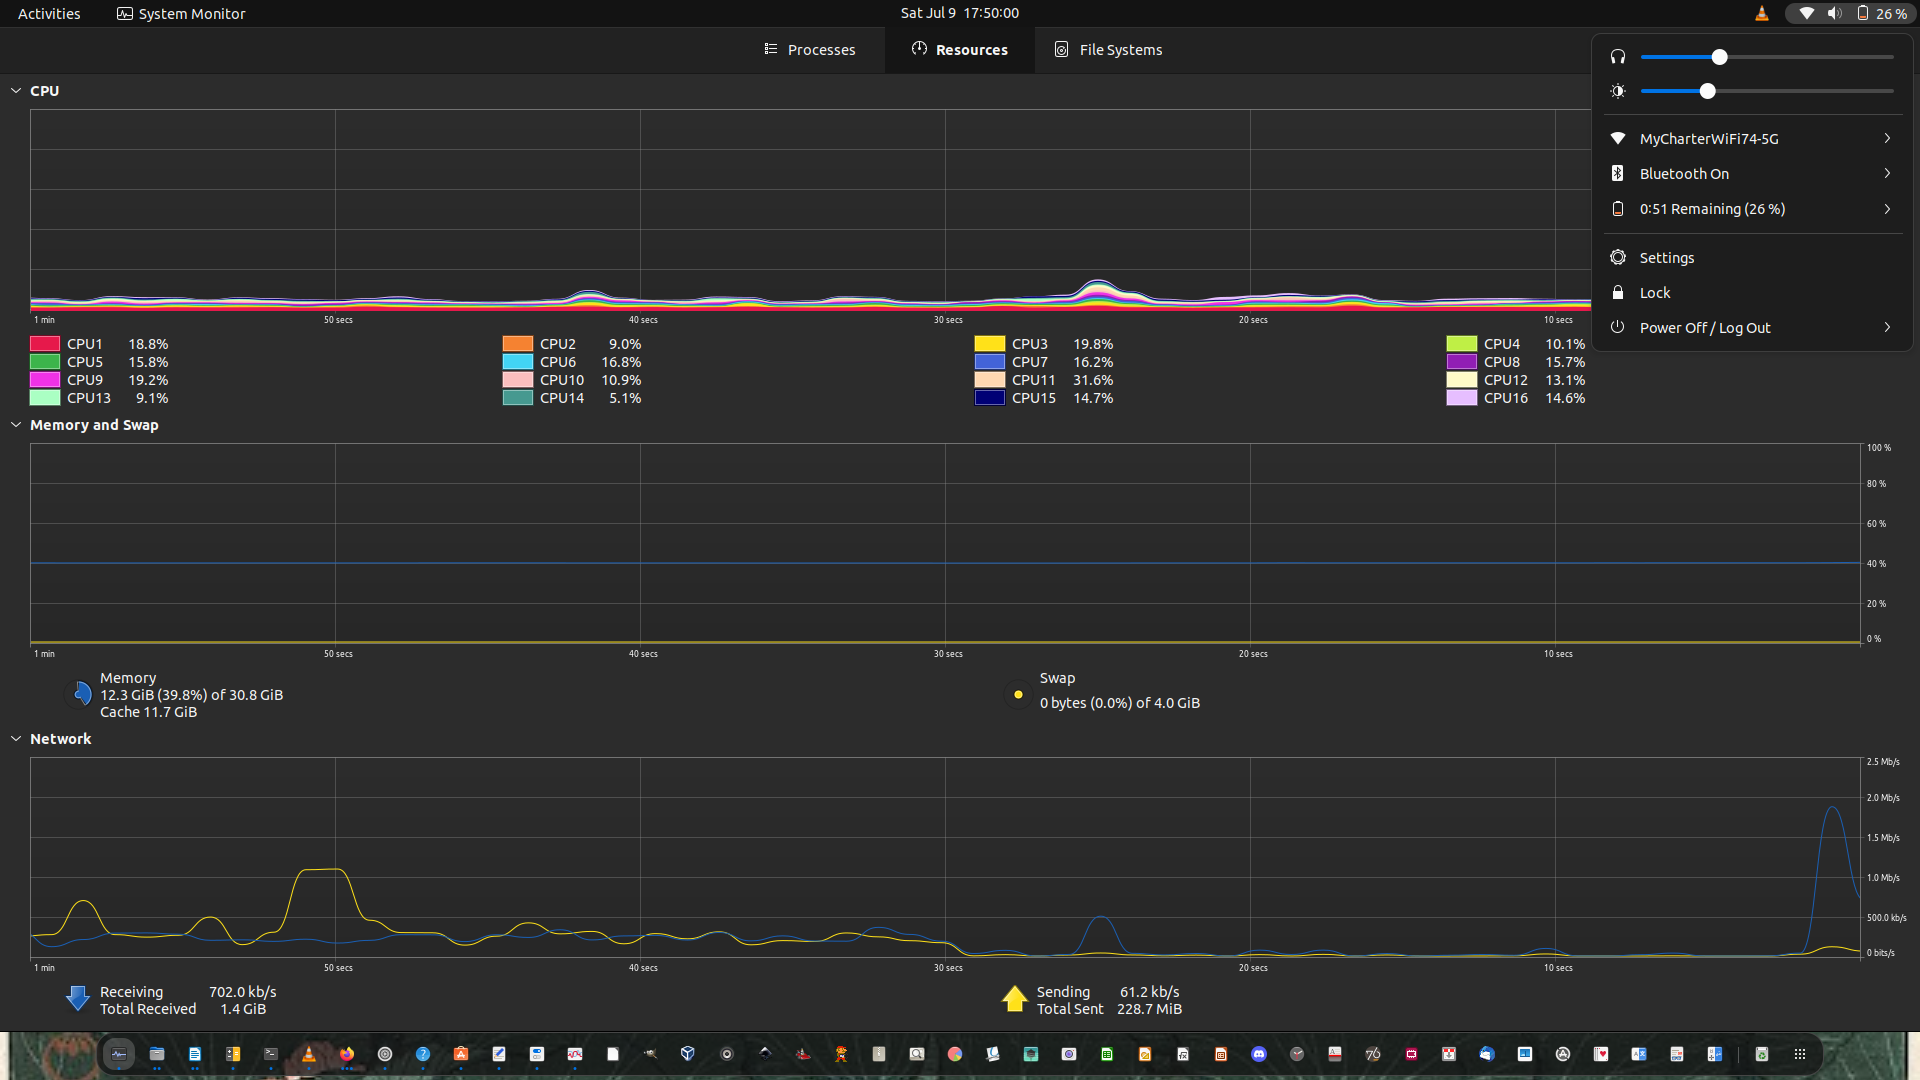 Activities
System Monitor
Sat Jul 9 17:50:00
26 %
Processes
Resources
File Systems
MyCharterWiFi74-5G
Bluetooth On
0:51 Remaining (26 %)
Settings
Lock
Power Off / Log Out
CPU
1 min 50 secs 40 secs 30 secs 20 secs 10 secs
CPU1 18.8% CPU2 9.0% CPU3 19.8% CPU4 10.1%
CPU5 15.8% CPU6 16.8% CPU7 16.2% CPU8 15.7%
CPU9 19.2% CPU10 10.9% CPU11 31.6% CPU12 13.1%
CPU13 9.1% CPU14 5.1% CPU15 14.7% CPU16 14.6%
Memory and Swap
100 %
80 %
60 %
40 %
20 %
0 %
1 min 50 secs 40 secs 30 secs 20 secs 10 secs
Memory
12.3 GiB (39.8%) of 30.8 GiB
Cache 11.7 GiB
Swap
0 bytes (0.0%) of 4.0 GiB
Network
2.5 Mb/s
2.0 Mb/s
1.5 Mb/s
1.0 Mb/s
500.0 kb/s
0 bits/s
1 min 50 secs 40 secs 30 secs 20 secs 10 secs
Receiving 702.0 kb/s
Total Received 1.4 GiB
Sending 61.2 kb/s
Total Sent 228.7 MiB